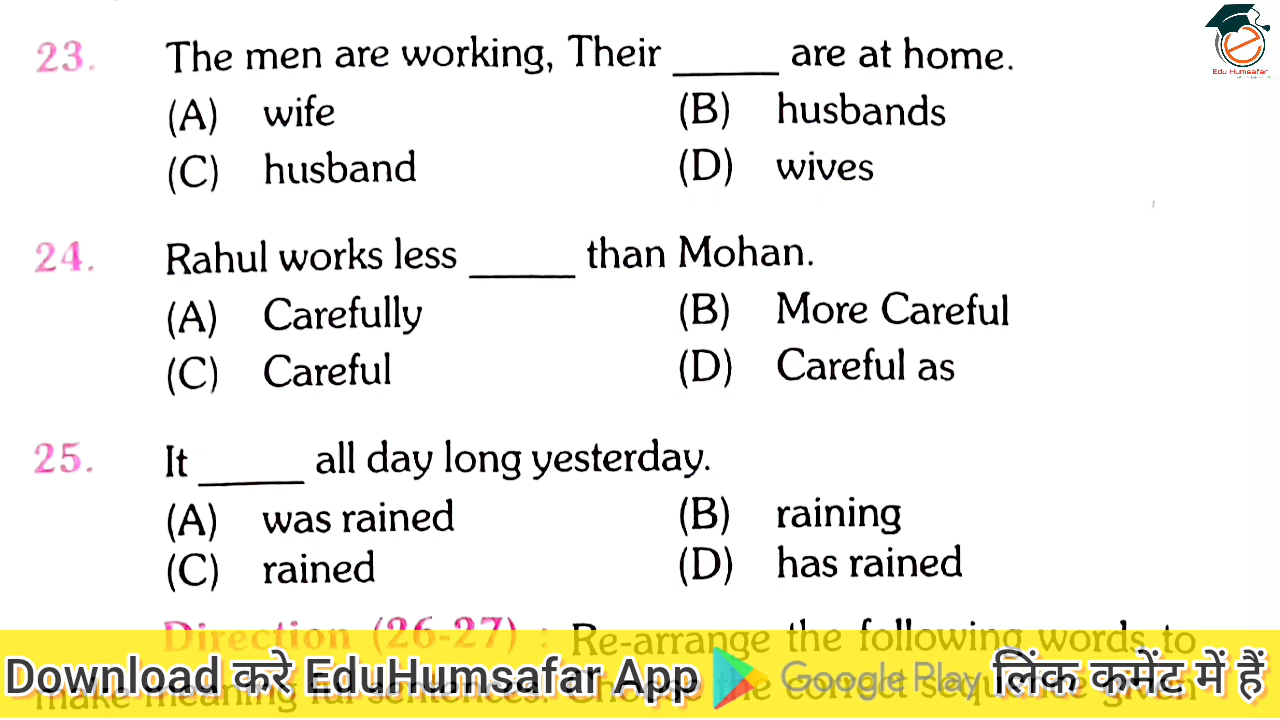 Edu Humsafar
23. The men are working, Their _____ are at home.
(A) wife (B) husbands
(C) husband (D) wives
24. Rahul works less _____ than Mohan.
(A) Carefully (B) More Careful
(C) Careful (D) Careful as
25. It _____ all day long yesterday.
(A) was rained (B) raining
(C) rained (D) has rained
Direction (26-27) : Re-arrange the following words to
make meaning ful sentences. Choose the correct sequence given
Download करे EduHumsafar App Google Play लिंक कमेंट में हैं